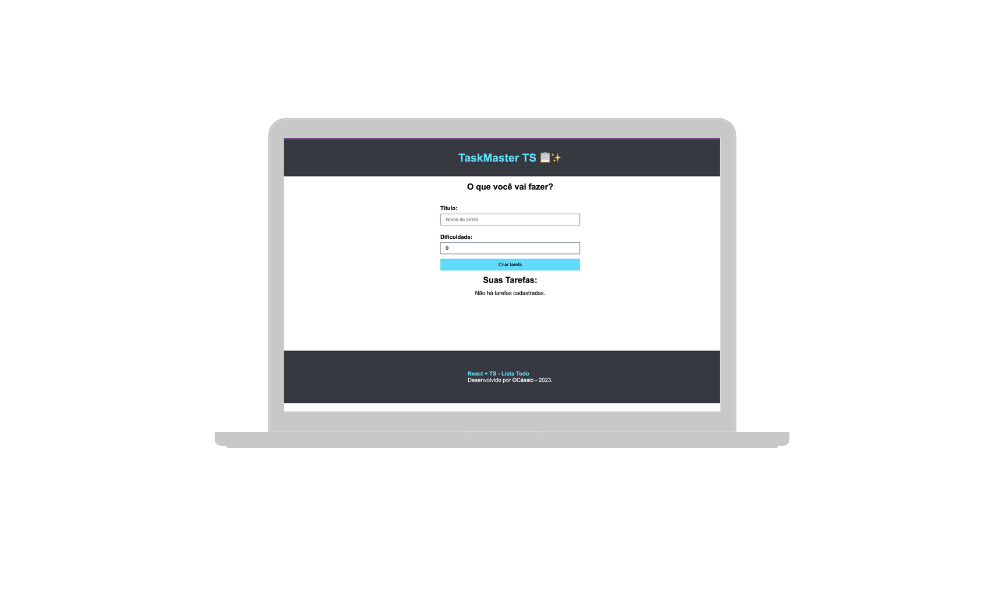 TaskMaster TS 📋✨
O que você vai fazer?
Título:
Nome da tarefa
Dificuldade:
0
Criar tarefa
Suas Tarefas:
Não há tarefas cadastradas.
React + TS - Lista Todo
Desenvolvido por ©Cássio - 2023.